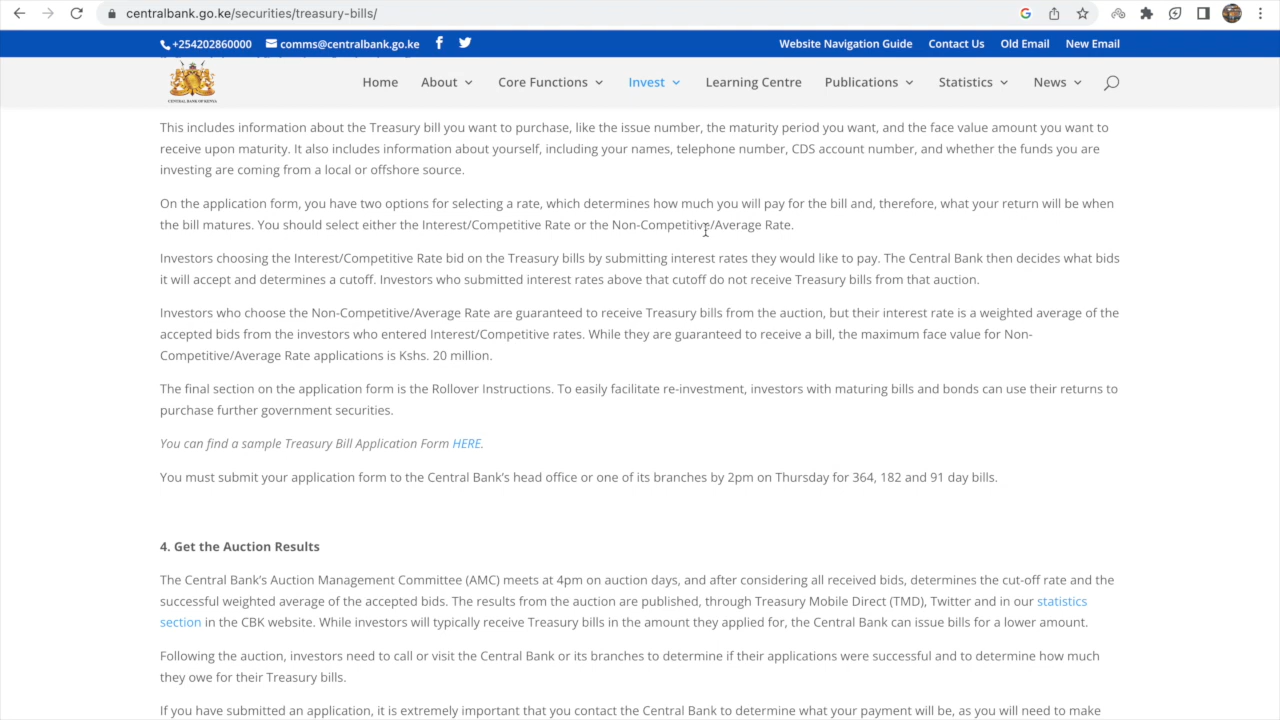 centralbank.go.ke/securities/treasury-bills/
+254202860000 comms@centralbank.go.ke Website Navigation Guide Contact Us Old Email New Email
CENTRAL BANK OF KENYA
Home About Core Functions Invest Learning Centre Publications Statistics News
This includes information about the Treasury bill you want to purchase, like the issue number, the maturity period you want, and the face value amount you want to
receive upon maturity. It also includes information about yourself, including your names, telephone number, CDS account number, and whether the funds you are
investing are coming from a local or offshore source.
On the application form, you have two options for selecting a rate, which determines how much you will pay for the bill and, therefore, what your return will be when
the bill matures. You should select either the Interest/Competitive Rate or the Non-Competitive/Average Rate.
Investors choosing the Interest/Competitive Rate bid on the Treasury bills by submitting interest rates they would like to pay. The Central Bank then decides what bids
it will accept and determines a cutoff. Investors who submitted interest rates above that cutoff do not receive Treasury bills from that auction.
Investors who choose the Non-Competitive/Average Rate are guaranteed to receive Treasury bills from the auction, but their interest rate is a weighted average of the
accepted bids from the investors who entered Interest/Competitive rates. While they are guaranteed to receive a bill, the maximum face value for Non-
Competitive/Average Rate applications is Kshs. 20 million.
The final section on the application form is the Rollover Instructions. To easily facilitate re-investment, investors with maturing bills and bonds can use their returns to
purchase further government securities.
You can find a sample Treasury Bill Application Form HERE.
You must submit your application form to the Central Bank's head office or one of its branches by 2pm on Thursday for 364, 182 and 91 day bills.
4. Get the Auction Results
The Central Bank's Auction Management Committee (AMC) meets at 4pm on auction days, and after considering all received bids, determines the cut-off rate and the
successful weighted average of the accepted bids. The results from the auction are published, through Treasury Mobile Direct (TMD), Twitter and in our statistics
section in the CBK website. While investors will typically receive Treasury bills in the amount they applied for, the Central Bank can issue bills for a lower amount.
Following the auction, investors need to call or visit the Central Bank or its branches to determine if their applications were successful and to determine how much
they owe for their Treasury bills.
If you have submitted an application, it is extremely important that you contact the Central Bank to determine what your payment will be, as you will need to make